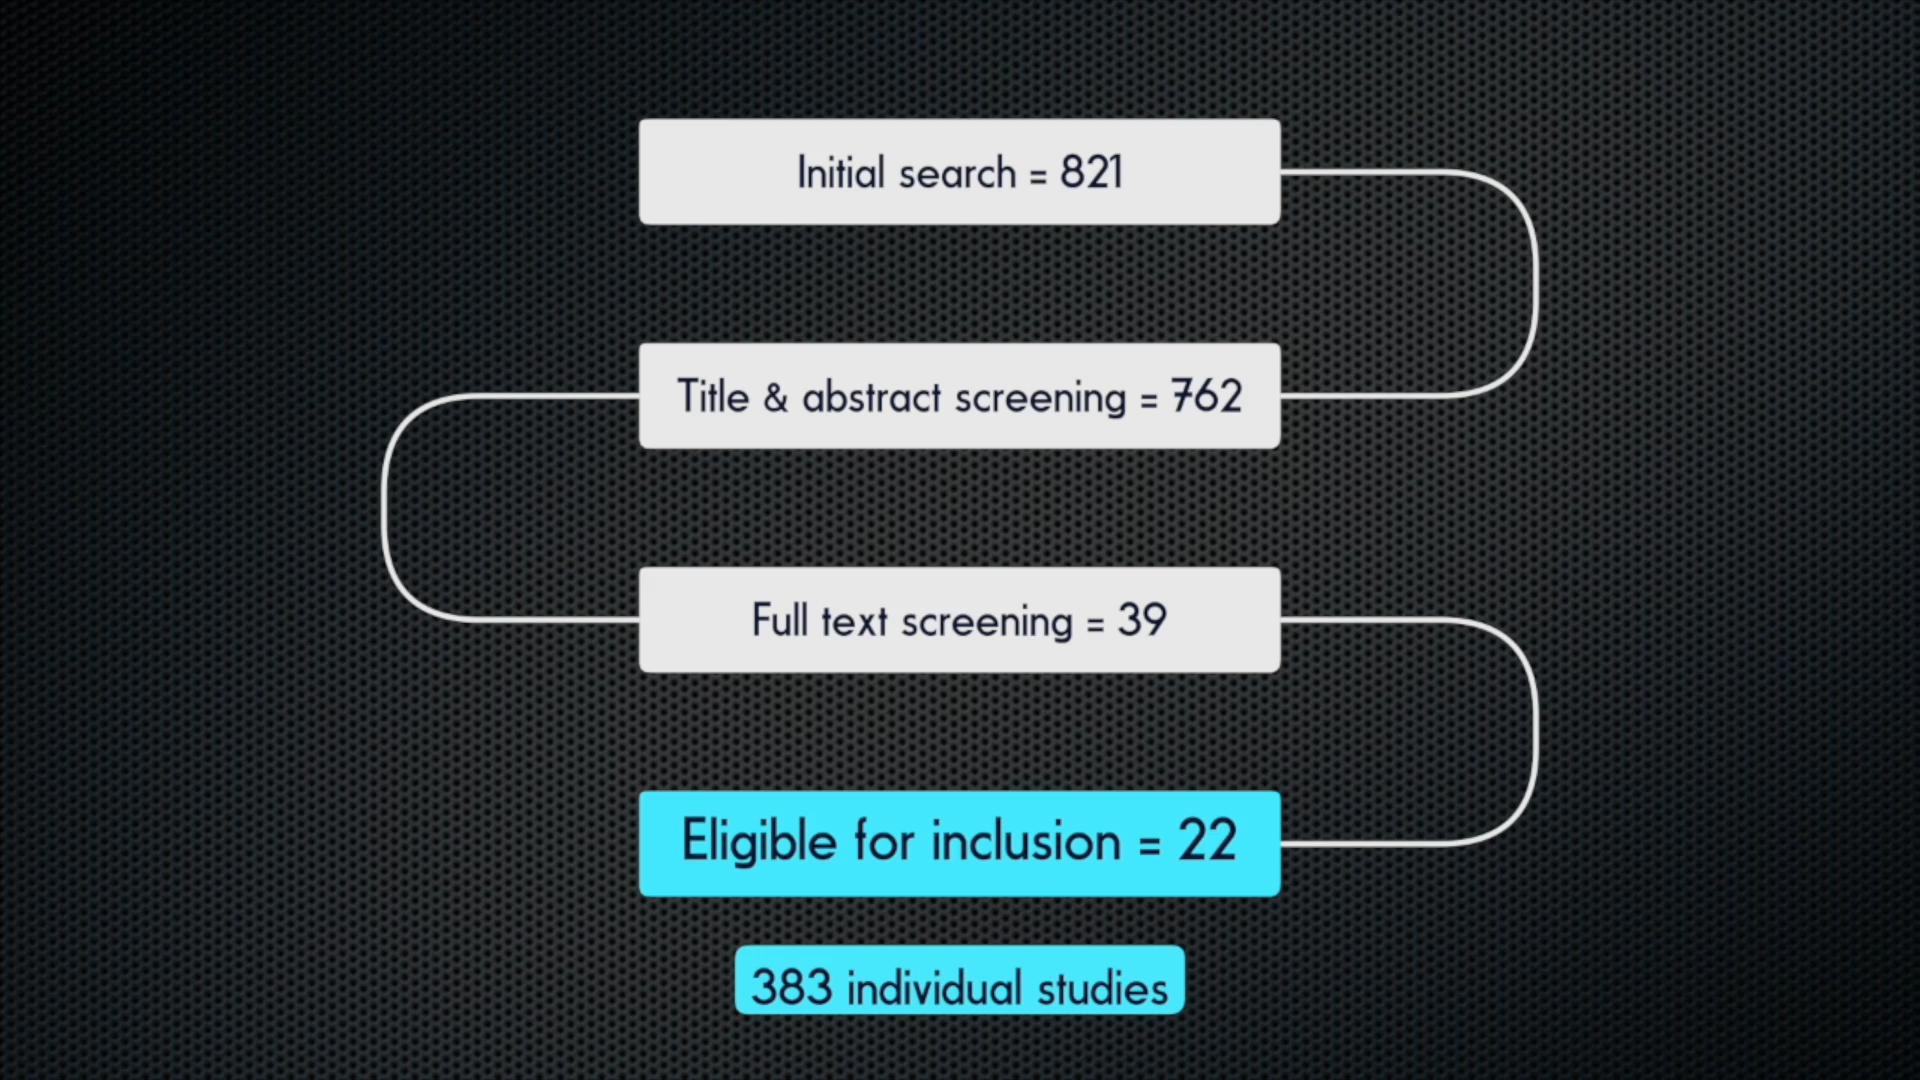 Initial search = 821
Title & abstract screening = 762
Full text screening = 39
Eligible for inclusion = 22
383 individual studies